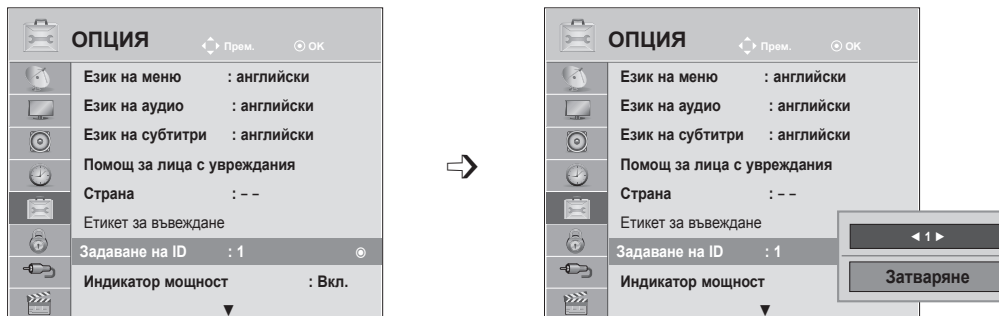 ОПЦИЯ
Прем.
OK
Език на меню : английски
Език на аудио : английски
Език на субтитри : английски
Помощ за лица с увреждания
Страна : – –
Етикет за въвеждане
Задаване на ID : 1
Индикатор мощност : Вкл.
▼
ОПЦИЯ
Прем.
OK
Език на меню : английски
Език на аудио : английски
Език на субтитри : английски
Помощ за лица с увреждания
Страна : – –
Етикет за въвеждане
Задаване на ID : 1
Индикатор мощност
▼
◄ 1 ►
Затваряне